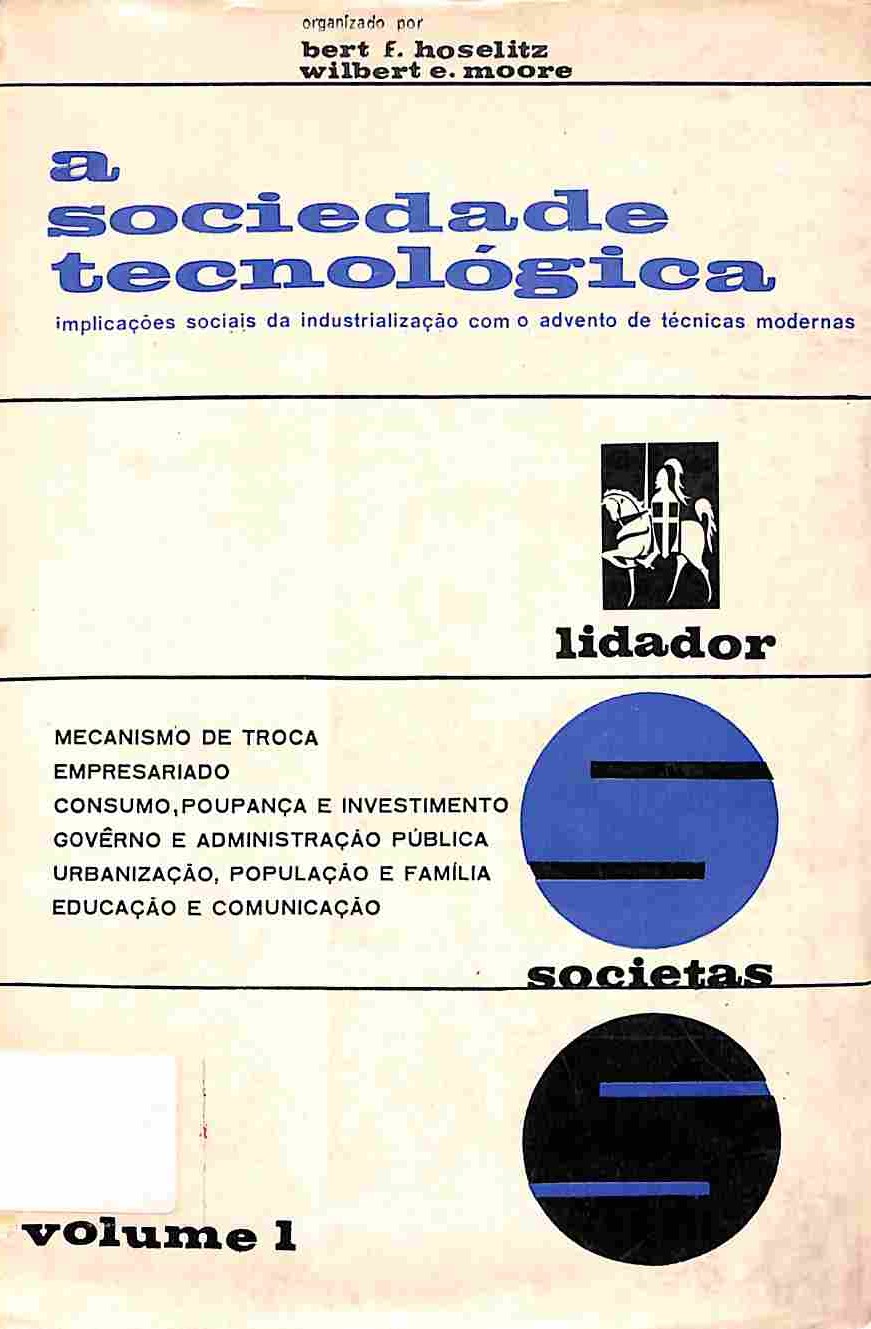 organizado por
bert f. hoselitz
wilbert e. moore
a
sociedade
tecnológica
implicações sociais da industrialização com o advento de técnicas modernas
lidador
MECANISMO DE TROCA
EMPRESARIADO
CONSUMO, POUPANÇA E INVESTIMENTO
GOVÊRNO E ADMINISTRAÇÃO PÚBLICA
URBANIZAÇÃO, POPULAÇÃO E FAMÍLIA
EDUCAÇÃO E COMUNICAÇÃO
societas
volume 1